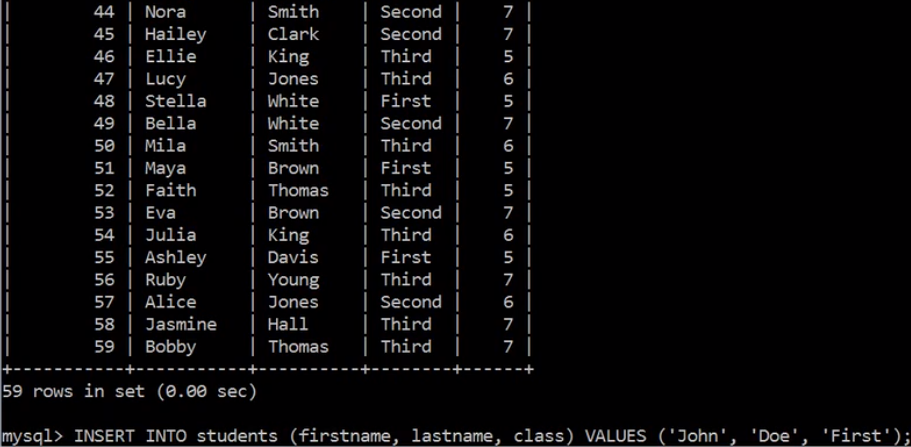 | 44 | Nora | Smith | Second | 7 |
| 45 | Hailey | Clark | Second | 7 |
| 46 | Ellie | King | Third | 5 |
| 47 | Lucy | Jones | Third | 6 |
| 48 | Stella | White | First | 5 |
| 49 | Bella | White | Second | 7 |
| 50 | Mila | Smith | Third | 6 |
| 51 | Maya | Brown | First | 5 |
| 52 | Faith | Thomas | Third | 5 |
| 53 | Eva | Brown | Second | 7 |
| 54 | Julia | King | Third | 6 |
| 55 | Ashley | Davis | First | 5 |
| 56 | Ruby | Young | Third | 7 |
| 57 | Alice | Jones | Second | 6 |
| 58 | Jasmine | Hall | Third | 7 |
| 59 | Bobby | Thomas | Third | 7 |
+-----------+-----------+----------+--------+------+
59 rows in set (0.00 sec)
mysql> INSERT INTO students (firstname, lastname, class) VALUES ('John', 'Doe', 'First');